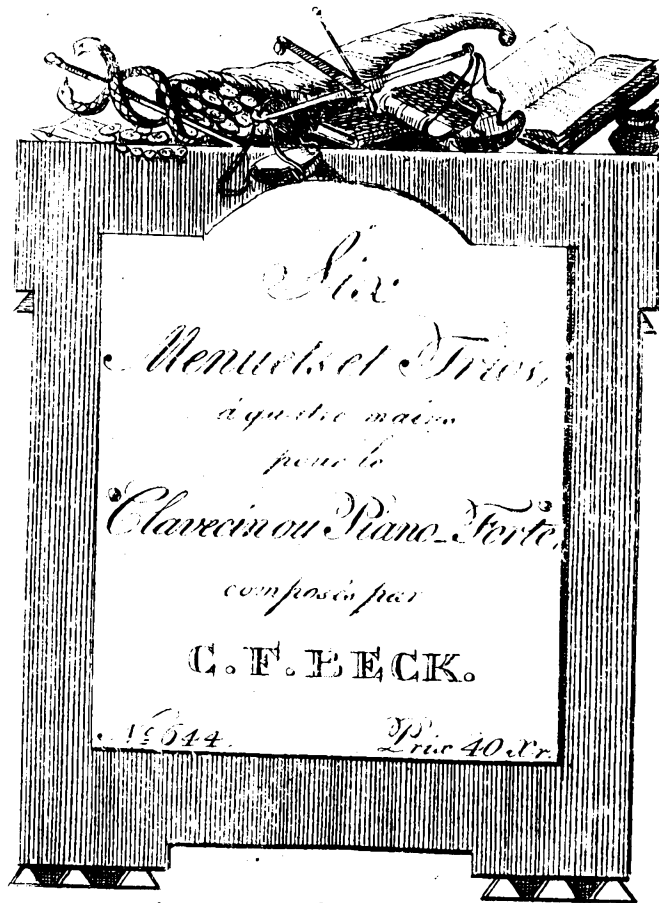 Six
Menuets et Trios,
à quatre mains
pour le
Clavecin ou Piano-Forte,
composés par
C. F. BECK.
Nº 644. Prix 40 Xr.